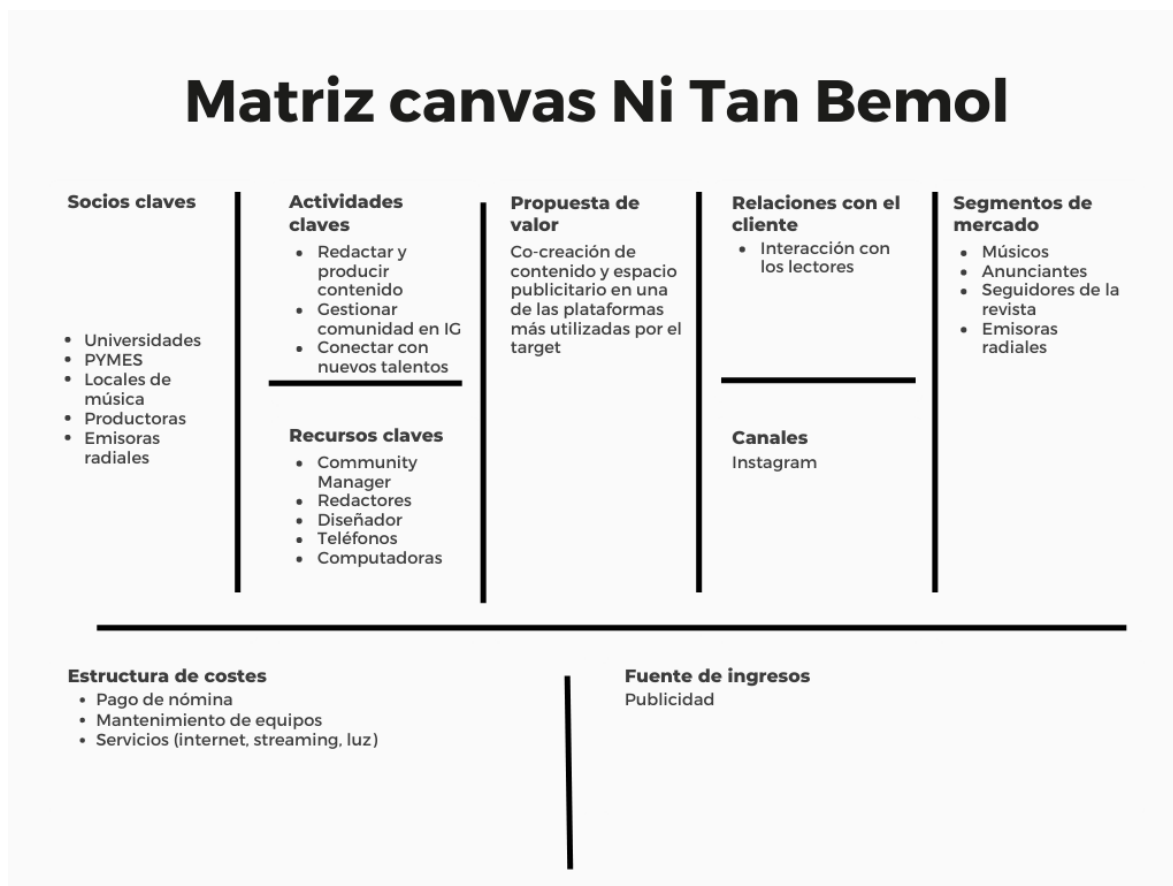 Matriz canvas Ni Tan Bemol
Socios claves
• Universidades
• PYMES
• Locales de
música
• Productoras
• Emisoras
radiales
Actividades
claves
• Redactar y
producir
contenido
• Gestionar
comunidad en IG
• Conectar con
nuevos talentos
Recursos claves
• Community
Manager
• Redactores
• Diseñador
• Teléfonos
• Computadoras
Propuesta de
valor
Co-creación de
contenido y espacio
publicitario en una
de las plataformas
más utilizadas por el
target
Relaciones con el
cliente
• Interacción con
los lectores
Canales
Instagram
Segmentos de
mercado
• Músicos
• Anunciantes
• Seguidores de la
revista
• Emisoras
radiales
Estructura de costes
• Pago de nómina
• Mantenimiento de equipos
• Servicios (internet, streaming, luz)
Fuente de ingresos
Publicidad